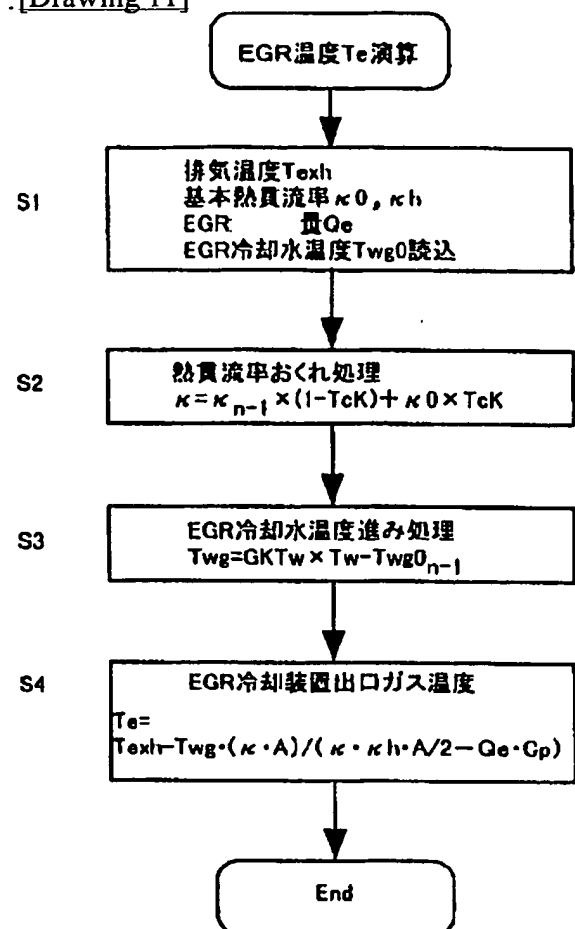 .[Drawing 11]
EGR温度Te演算
S1
排気温度Texh
基本熱貫流率κ0, κh
EGR 量Qe
EGR冷却水温度Twg0読込
S2
熱貫流率おくれ処理
κ=κn-1×(1-TcK)+κ0×TcK
S3
EGR冷却水温度進み処理
Twg=GKTw×Tw-Twg0n-1
S4
EGR冷却装置出口ガス温度
Te=
Texh-Twg・(κ・A)/(κ・κh・A/2-Qe・Cp)
End